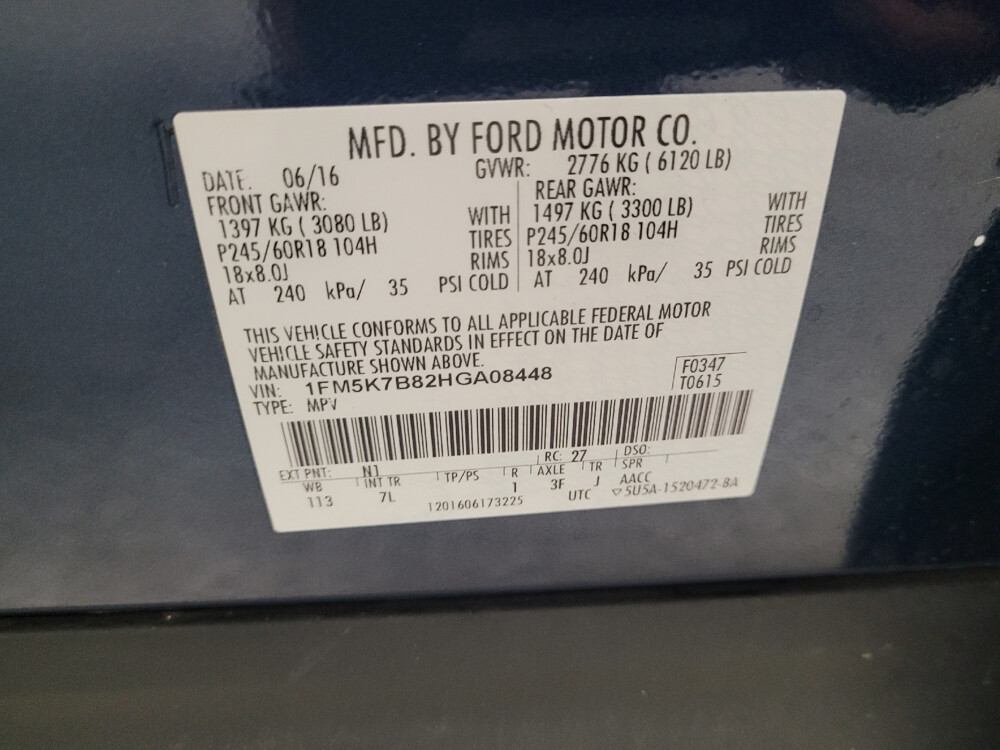 MFD. BY FORD MOTOR CO.
DATE: 06/16 GVWR: 2776 KG ( 6120 LB)
FRONT GAWR: REAR GAWR:
1397 KG ( 3080 LB) WITH 1497 KG ( 3300 LB) WITH
P245/60R18 104H TIRES P245/60R18 104H TIRES
18x8.0J RIMS 18x8.0J RIMS
AT 240 kPa/ 35 PSI COLD AT 240 kPa/ 35 PSI COLD
THIS VEHICLE CONFORMS TO ALL APPLICABLE FEDERAL MOTOR
VEHICLE SAFETY STANDARDS IN EFFECT ON THE DATE OF
MANUFACTURE SHOWN ABOVE.
VIN: 1FM5K7B82HGA08448 F0347
TYPE: MPV T0615
EXT PNT: N1 RC: 27 DSO:
WB INT TR TP/PS R AXLE TR SPR
113 7L 1 3F J AACC
1201606173225 UTC ▽5U5A-1520472-BA